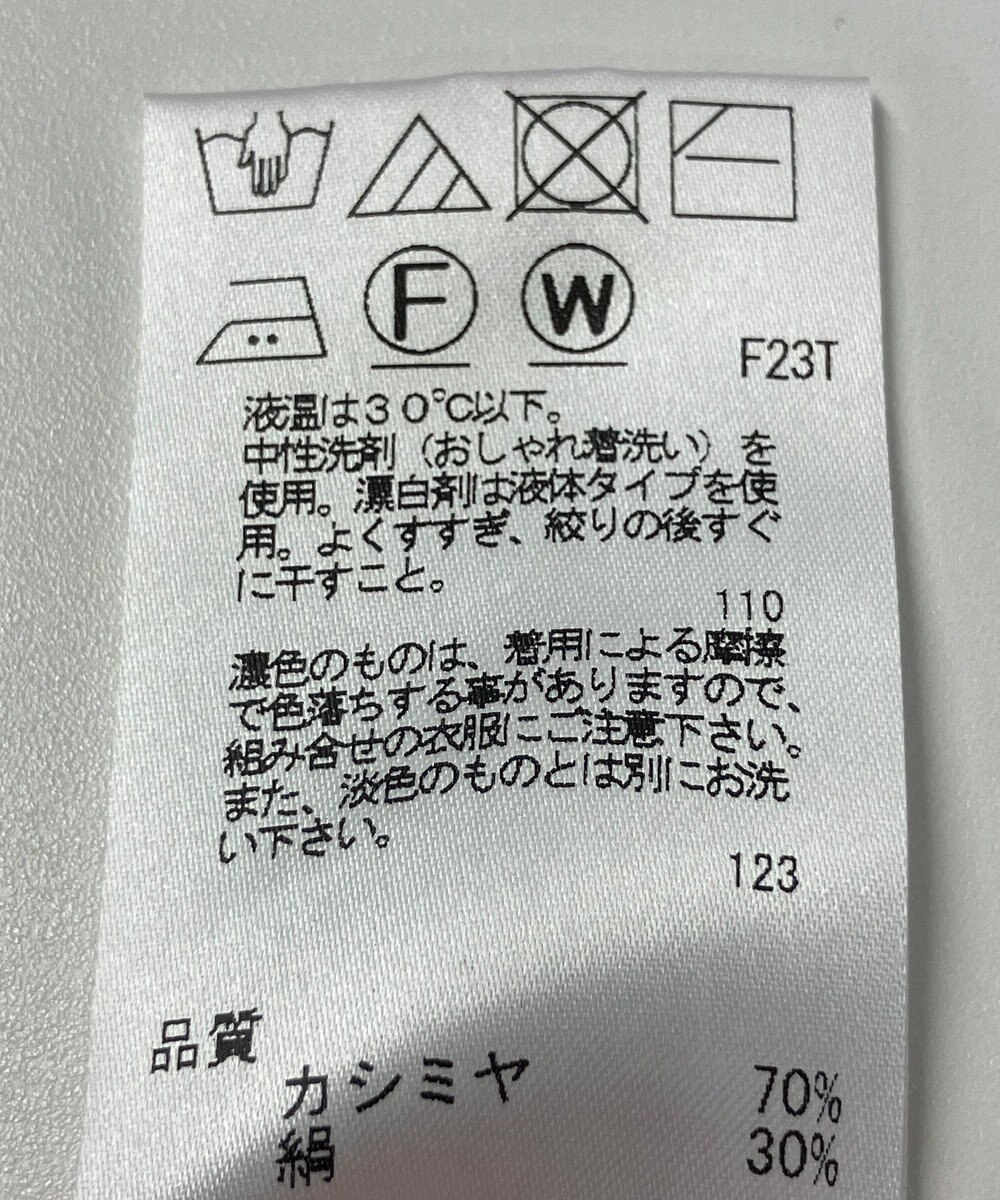 F
W
F23T
液温は30℃以下。
中性洗剤(おしゃれ着洗い)を
使用。漂白剤は液体タイプを使
用。よくすすぎ、絞りの後すぐ
に干すこと。
110
濃色のものは、着用による摩擦
で色落ちする事がありますので、
組み合せの衣服にご注意下さい。
また、淡色のものとは別にお洗
い下さい。
123
品質
カシミヤ 70%
絹 30%